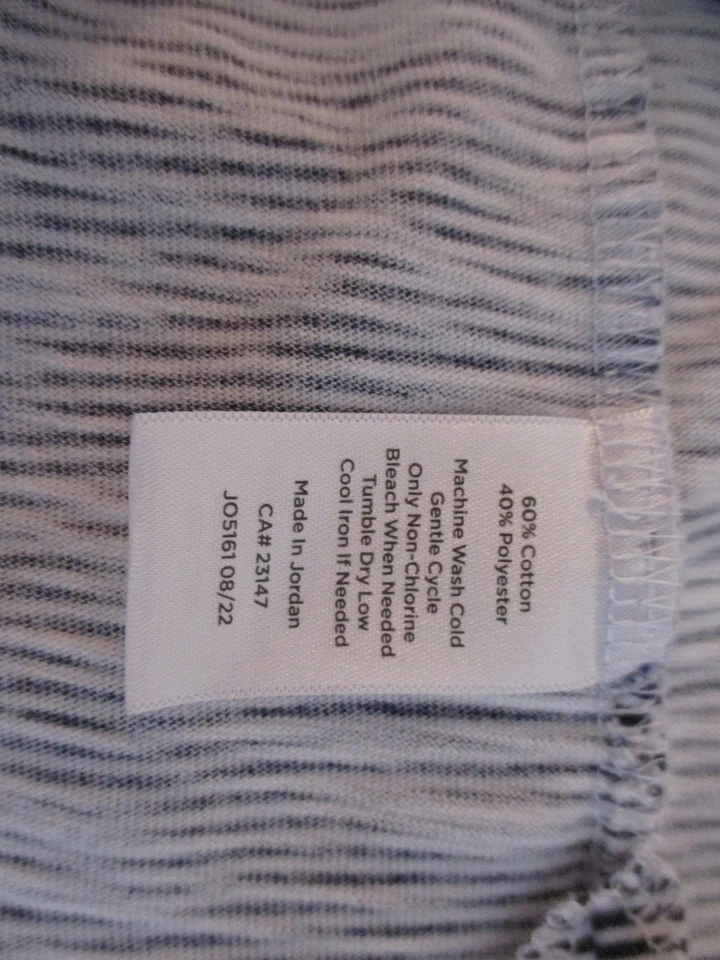 60% Cotton
40% Polyester
Machine Wash Cold
Gentle Cycle
Only Non-Chlorine
Bleach When Needed
Tumble Dry Low
Cool Iron If Needed
Made In Jordan
CA# 23147
JO5161 08/22